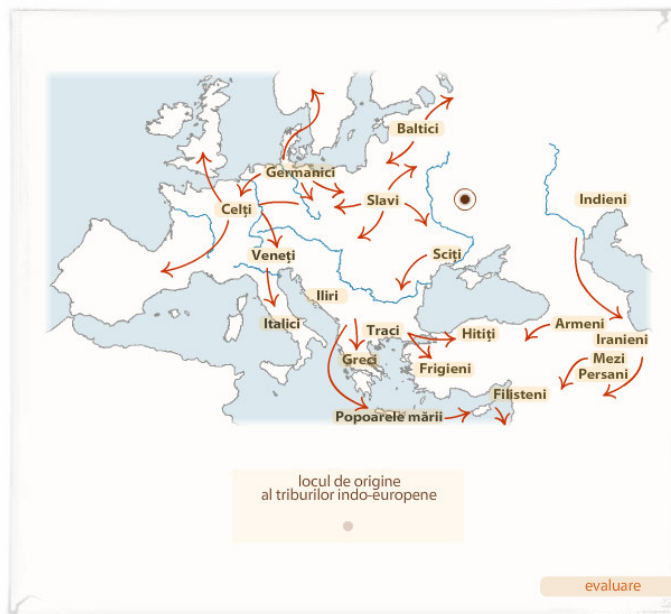 Baltici
Germanici
Slavi
Indieni
Celți
Veneți
Sciți
Iliri
Italici
Traci
Hitiți
Armeni
Iranieni
Greci
Frigieni
Mezi
Persani
Filisteni
Popoarele mării
locul de origine
al triburilor indo-europene
evaluare